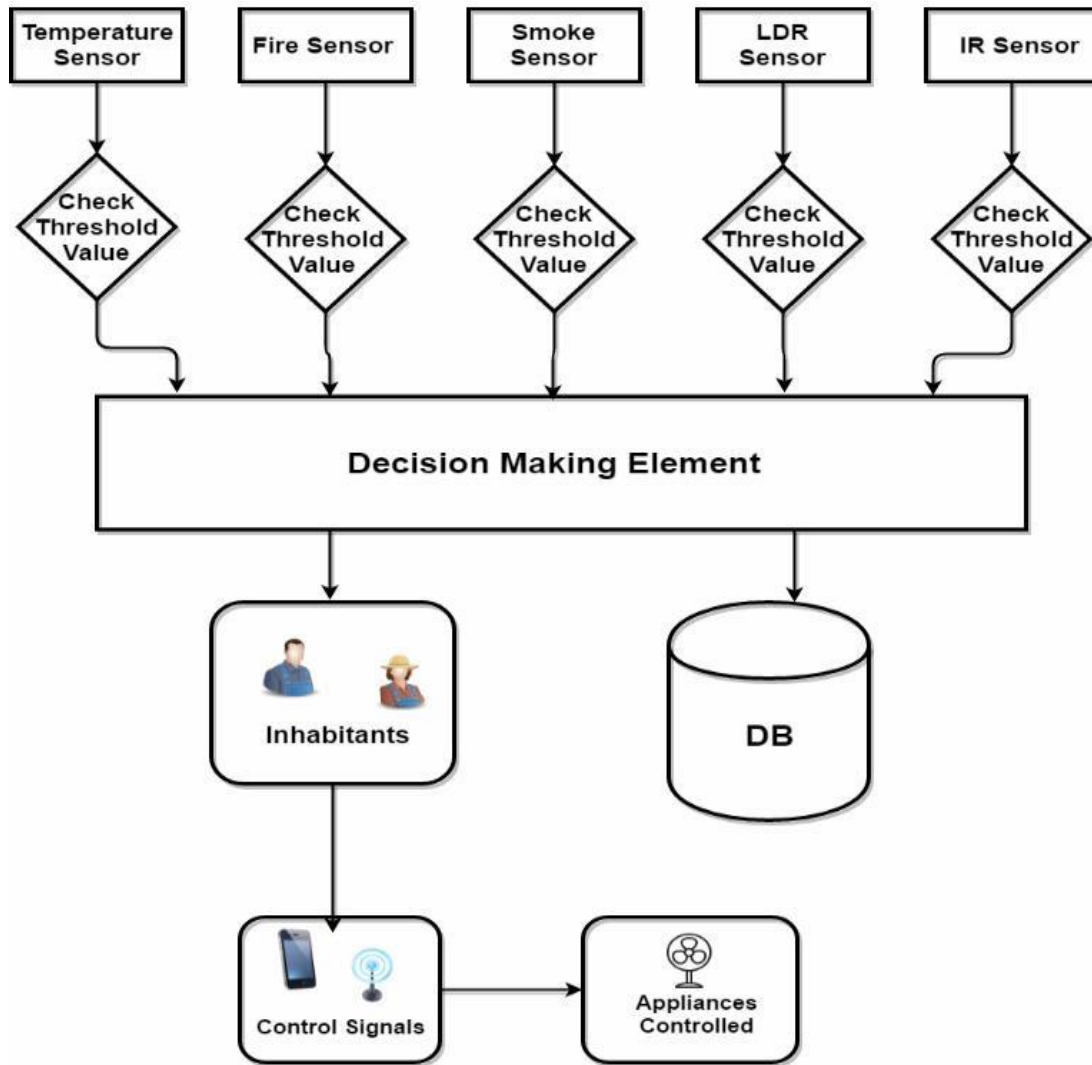 Temperature
Sensor
Fire Sensor
Smoke
Sensor
LDR
Sensor
IR Sensor
Check
Threshold
Value
Check
Threshold
Value
Check
Threshold
Value
Check
Threshold
Value
Check
Threshold
Value
Decision Making Element
Inhabitants
DB
Control Signals
Appliances
Controlled